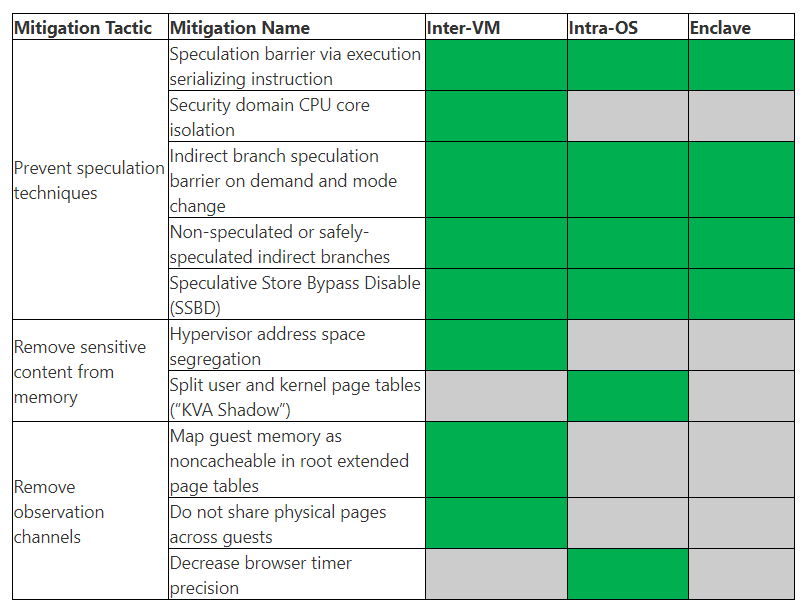 Mitigation Tactic
Mitigation Name
Inter-VM
Intra-OS
Enclave
Prevent speculation
techniques
Speculation barrier via execution
serializing instruction
Security domain CPU core
isolation
Indirect branch speculation
barrier on demand and mode
change
Non-speculated or safely-
speculated indirect branches
Speculative Store Bypass Disable
(SSBD)
Remove sensitive
content from
memory
Hypervisor address space
segregation
Split user and kernel page tables
(“KVA Shadow”)
Remove
observation
channels
Map guest memory as
noncacheable in root extended
page tables
Do not share physical pages
across guests
Decrease browser timer
precision